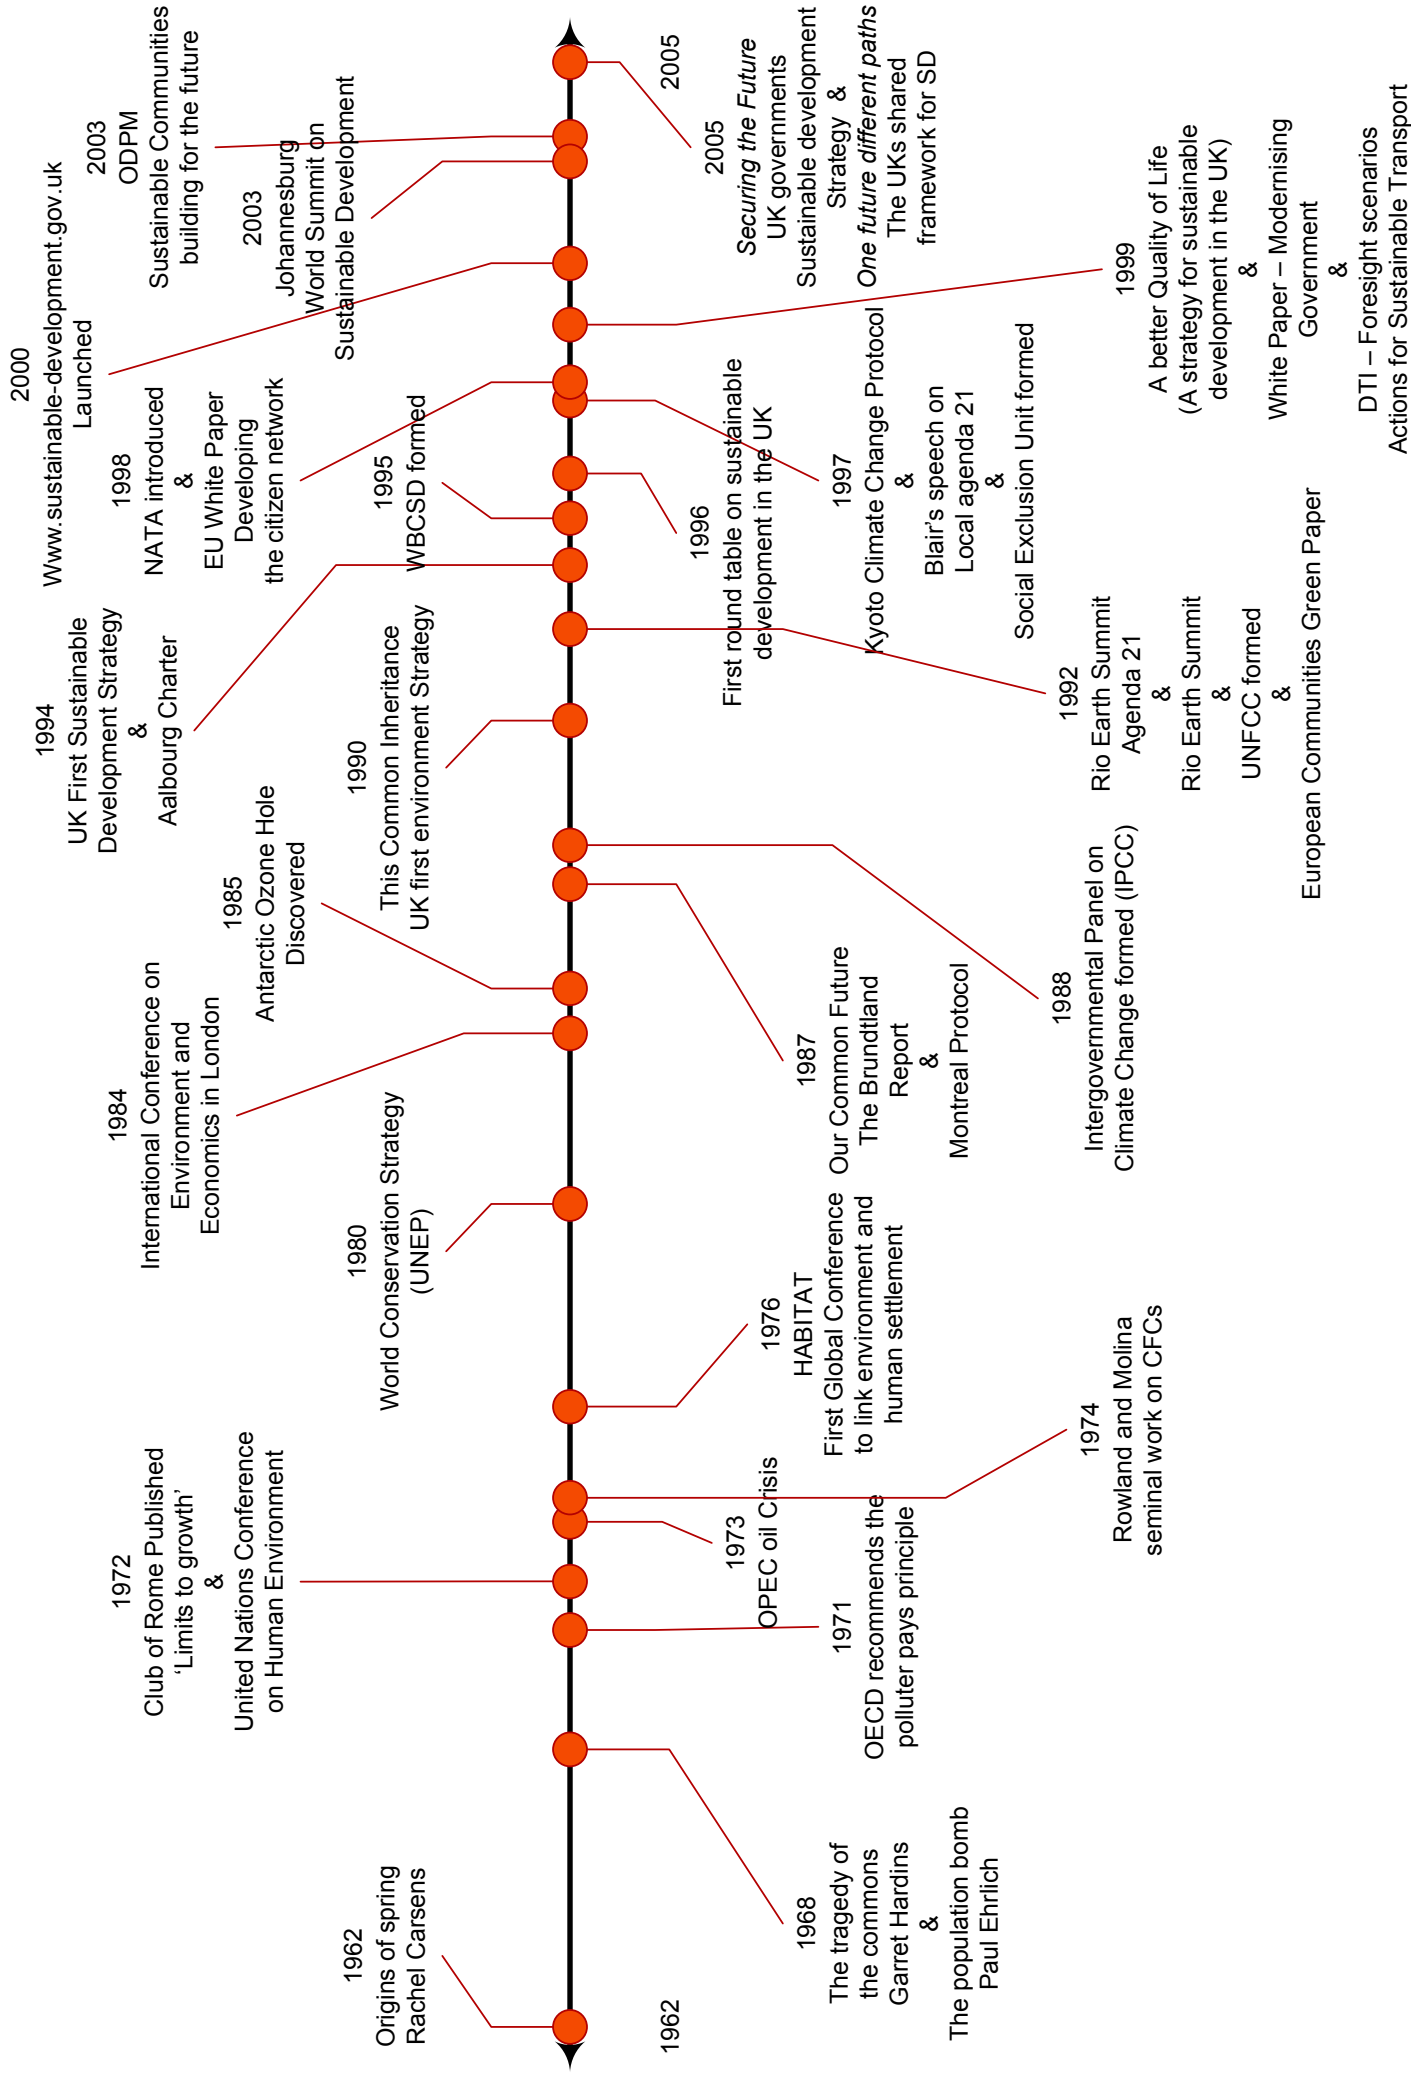 1962
Origins of spring
Rachel Carsens
1962
1968
The tragedy of
the commons
Garret Hardins
&
The population bomb
Paul Ehrlich
1971
OECD recommends the
polluter pays principle
1972
Club of Rome Published
‘Limits to growth’
&
United Nations Conference
on Human Environment
1973
OPEC oil Crisis
1974
Rowland and Molina
seminal work on CFCs
1976
HABITAT
First Global Conference
to link environment and
human settlement
1980
World Conservation Strategy
(UNEP)
1984
International Conference on
Environment and
Economics in London
1985
Antarctic Ozone Hole
Discovered
1987
Our Common Future
The Brundtland
Report
&
Montreal Protocol
1988
Intergovernmental Panel on
Climate Change formed (IPCC)
1990
This Common Inheritance
UK first environment Strategy
1992
Rio Earth Summit
Agenda 21
&
Rio Earth Summit
&
UNFCC formed
&
European Communities Green Paper
1994
UK First Sustainable
Development Strategy
&
Aalbourg Charter
1995
WBCSD formed
1996
First round table on sustainable
development in the UK
1997
Kyoto Climate Change Protocol
&
Blair’s speech on
Local agenda 21
&
Social Exclusion Unit formed
1998
NATA introduced
&
EU White Paper
Developing
the citizen network
1999
A better Quality of Life
(A strategy for sustainable
development in the UK)
&
White Paper – Modernising
Government
&
DTI – Foresight scenarios
Actions for Sustainable Transport
2000
Www.sustainable-development.gov.uk
Launched
2003
Johannesburg
World Summit on
Sustainable Development
2003
ODPM
Sustainable Communities
building for the future
2005
2005
Securing the Future
UK governments
Sustainable development
Strategy &
One future different paths
The UKs shared
framework for SD